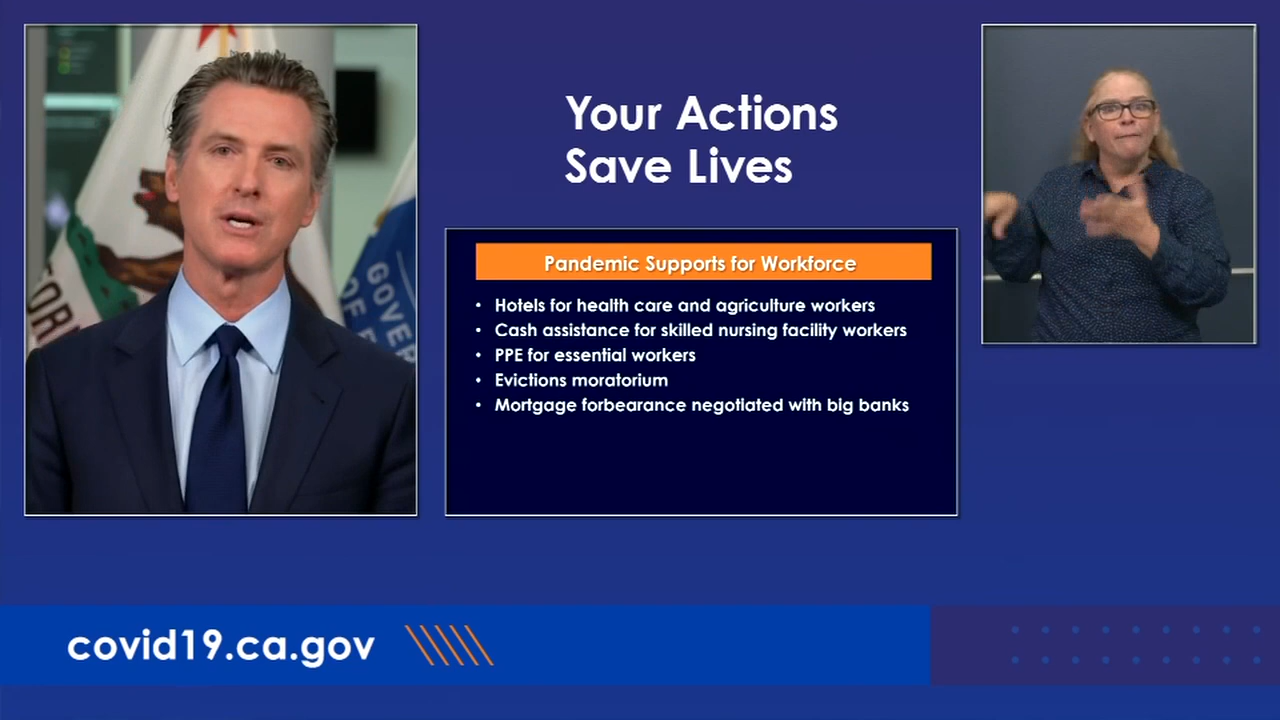 Your Actions
Save Lives
Pandemic Supports for Workforce
• Hotels for health care and agriculture workers
• Cash assistance for skilled nursing facility workers
• PPE for essential workers
• Evictions moratorium
• Mortgage forbearance negotiated with big banks
covid19.ca.gov